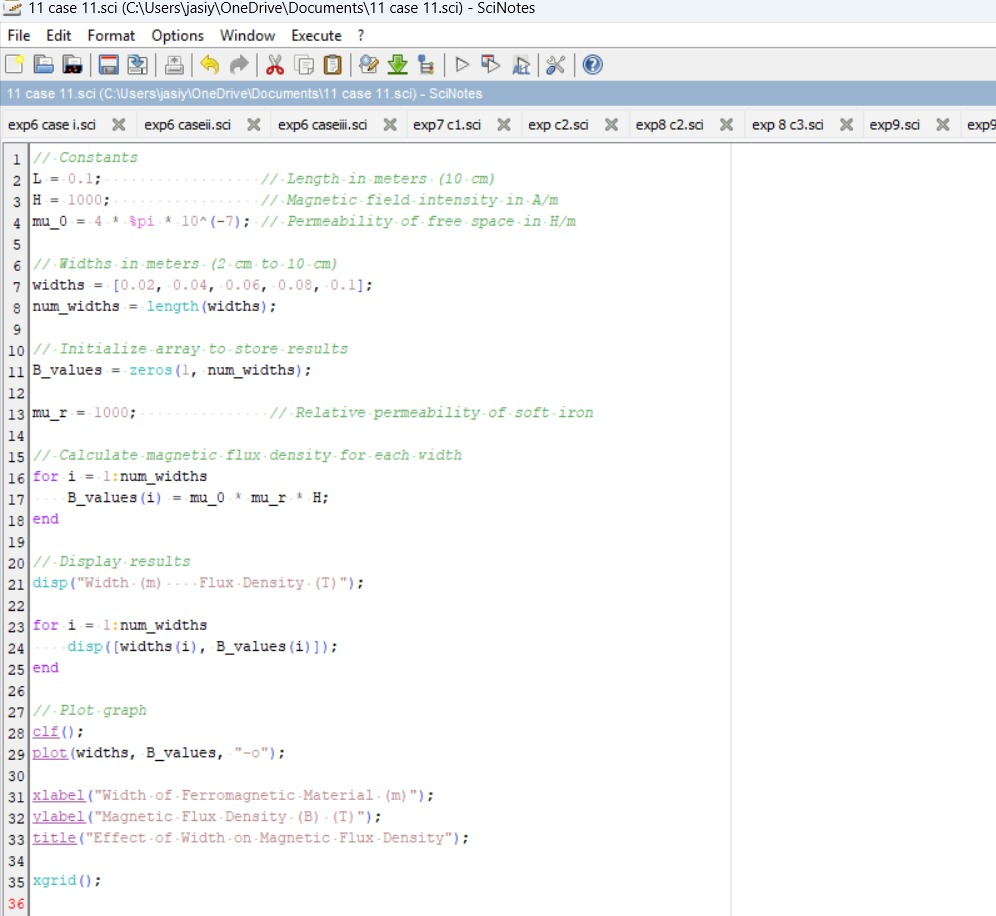 11 case 11.sci (C:\Users\jasiy\OneDrive\Documents\11 case 11.sci) - SciNotes
File Edit Format Options Window Execute ?
11 case 11.sci (C:\Users\jasiy\OneDrive\Documents\11 case 11.sci) - SciNotes
exp6 case i.sci exp6 caseii.sci exp6 caseiii.sci exp7 c1.sci exp c2.sci exp8 c2.sci exp 8 c3.sci exp9.sci exp9
1 // Constants
2 L = 0.1; // Length in meters (10 cm)
3 H = 1000; // Magnetic field intensity in A/m
4 mu_0 = 4 * %pi * 10^(-7); // Permeability of free space in H/m
5
6 // Widths in meters (2 cm to 10 cm)
7 widths = [0.02, 0.04, 0.06, 0.08, 0.1];
8 num_widths = length(widths);
9
10 // Initialize array to store results
11 B_values = zeros(1, num_widths);
12
13 mu_r = 1000; // Relative permeability of soft iron
14
15 // Calculate magnetic flux density for each width
16 for i = 1:num_widths
17 B_values(i) = mu_0 * mu_r * H;
18 end
19
20 // Display results
21 disp("Width (m) Flux Density (T)");
22
23 for i = 1:num_widths
24 disp([widths(i), B_values(i)]);
25 end
26
27 // Plot graph
28 clf();
29 plot(widths, B_values, "-o");
30
31 xlabel("Width of Ferromagnetic Material (m)");
32 ylabel("Magnetic Flux Density (B) (T)");
33 title("Effect of Width on Magnetic Flux Density");
34
35 xgrid();
36